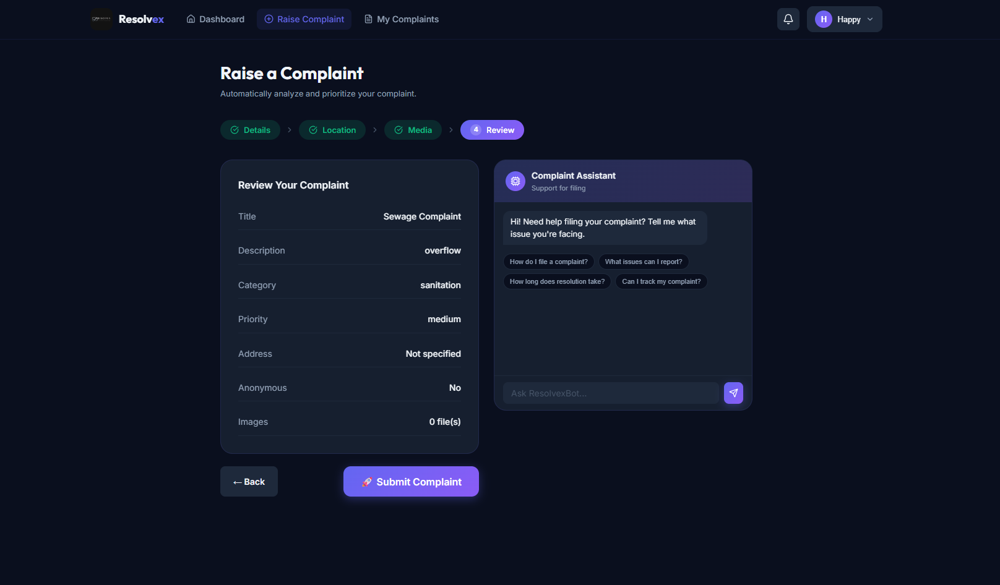 Resolvex
Dashboard
Raise Complaint
My Complaints
H
Happy
Raise a Complaint
Automatically analyze and prioritize your complaint.
Details
Location
Media
4 Review
Review Your Complaint
Title Sewage Complaint
Description overflow
Category sanitation
Priority medium
Address Not specified
Anonymous No
Images 0 file(s)
← Back
🚀 Submit Complaint
Complaint Assistant
Support for filing
Hi! Need help filing your complaint? Tell me what
issue you're facing.
How do I file a complaint?
What issues can I report?
How long does resolution take?
Can I track my complaint?
Ask ResolvexBot...